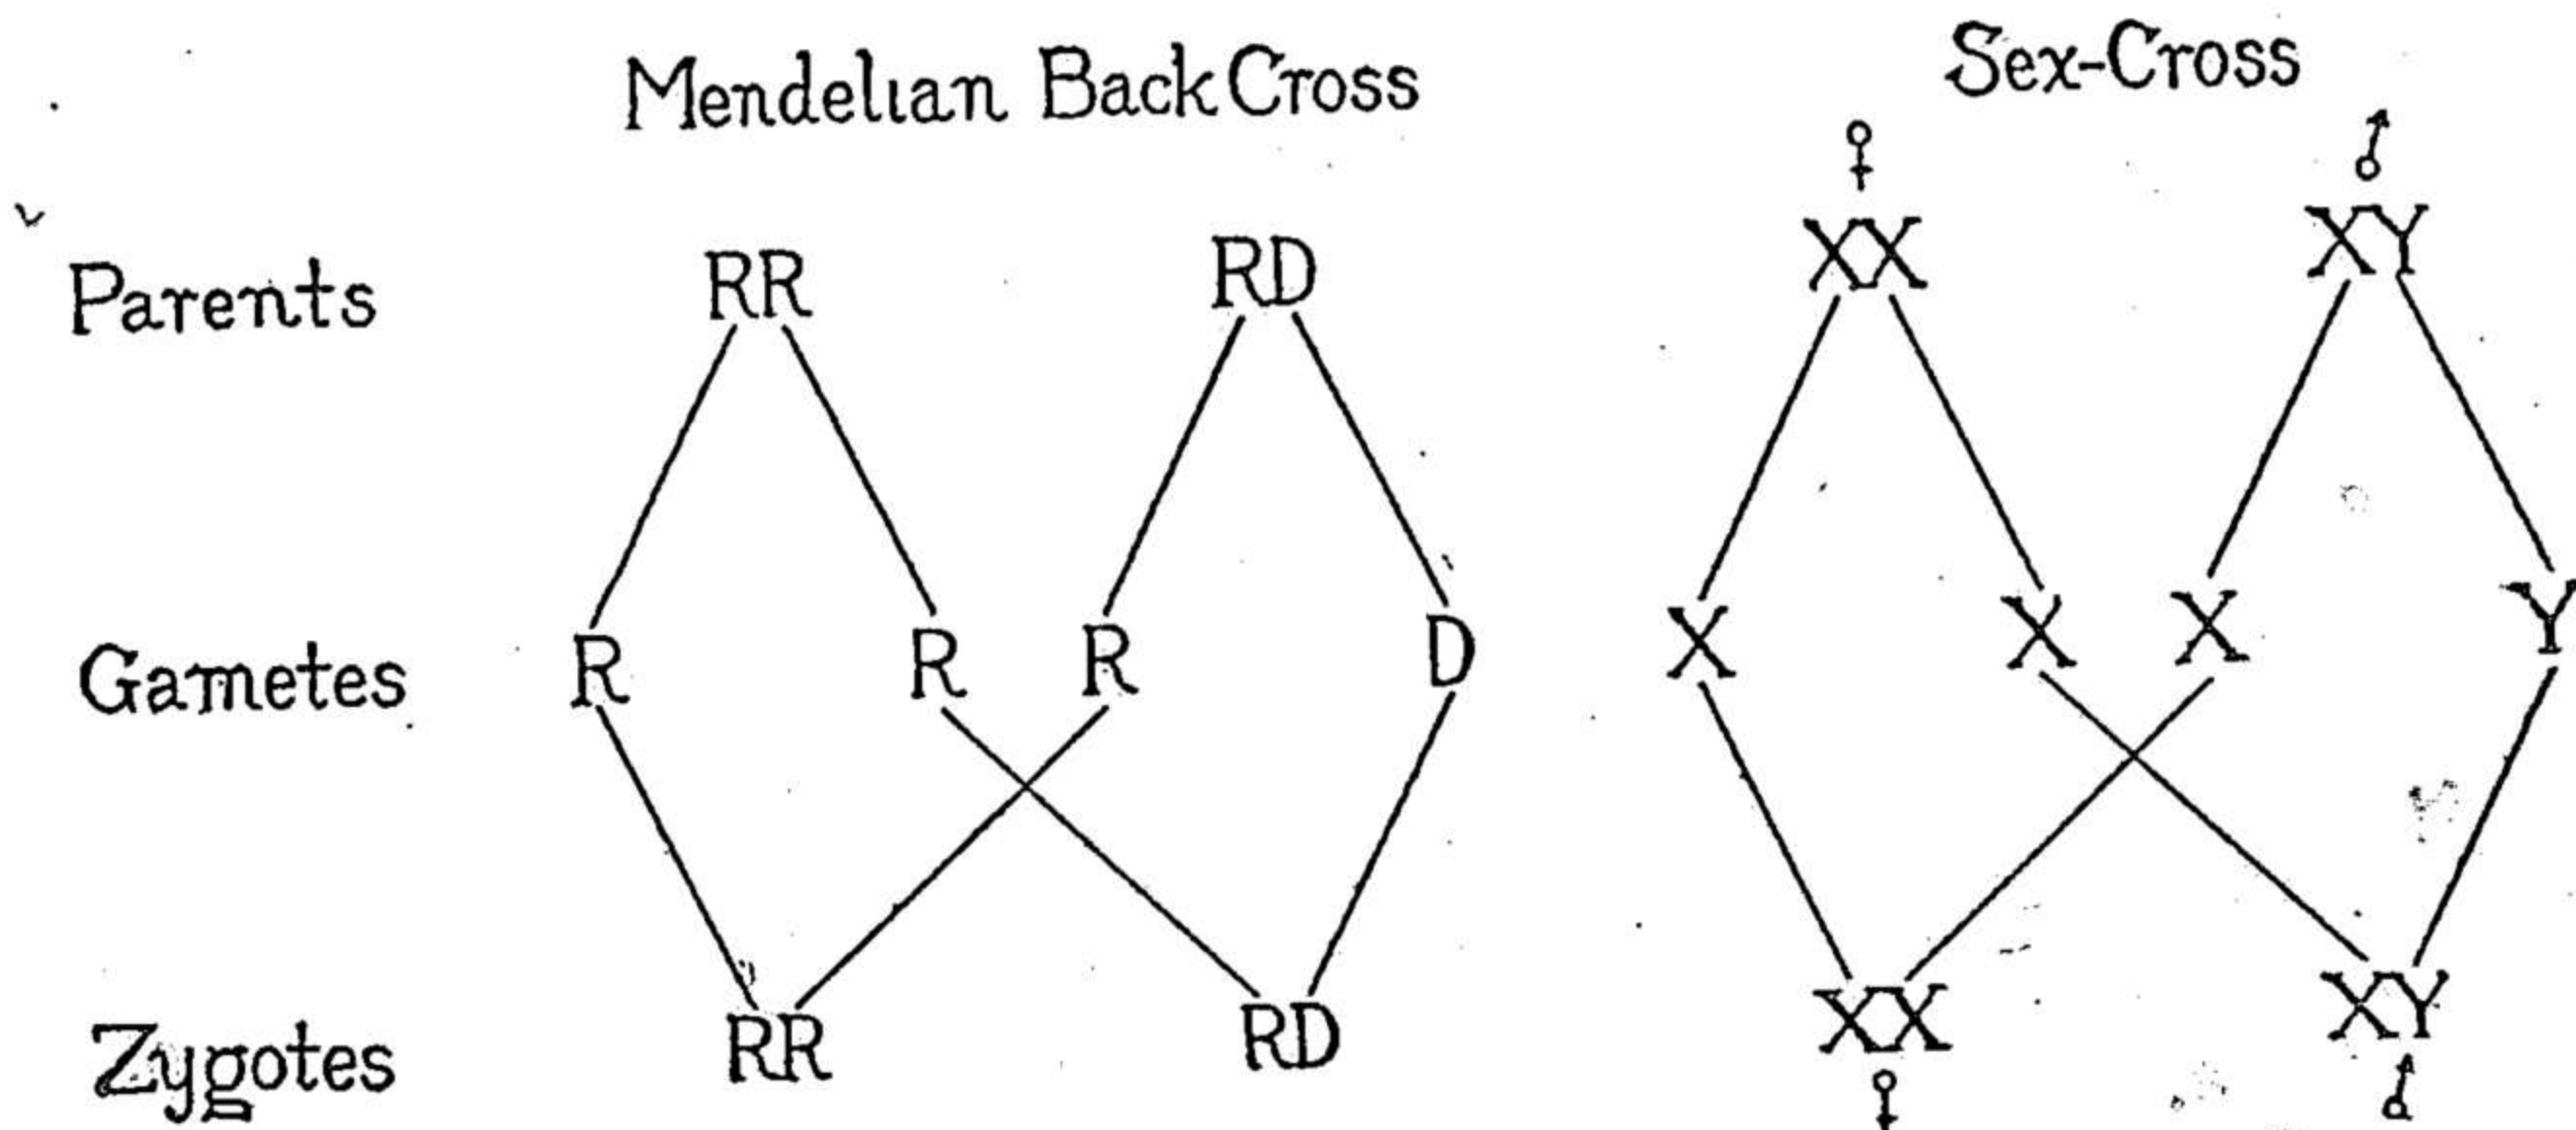 Mendelian Back Cross
Sex-Cross
♀ ♂
Parents RR RD XX XY
Gametes R R R D X X X Y
Zygotes RR RD XX XY
♀ ♂